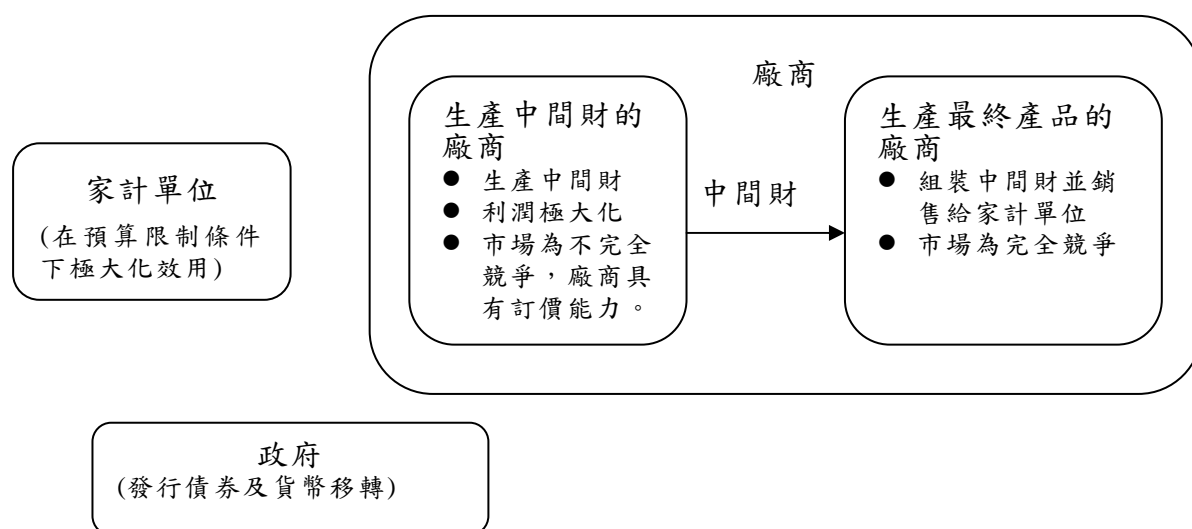 廠商
生產中間財的
廠商
● 生產中間財
● 利潤極大化
● 市場為不完全
競爭，廠商具
有訂價能力。
中間財
生產最終產品的
廠商
● 組裝中間財並銷
售給家計單位
● 市場為完全競爭
家計單位
(在預算限制條件
下極大化效用)
政府
(發行債券及貨幣移轉)